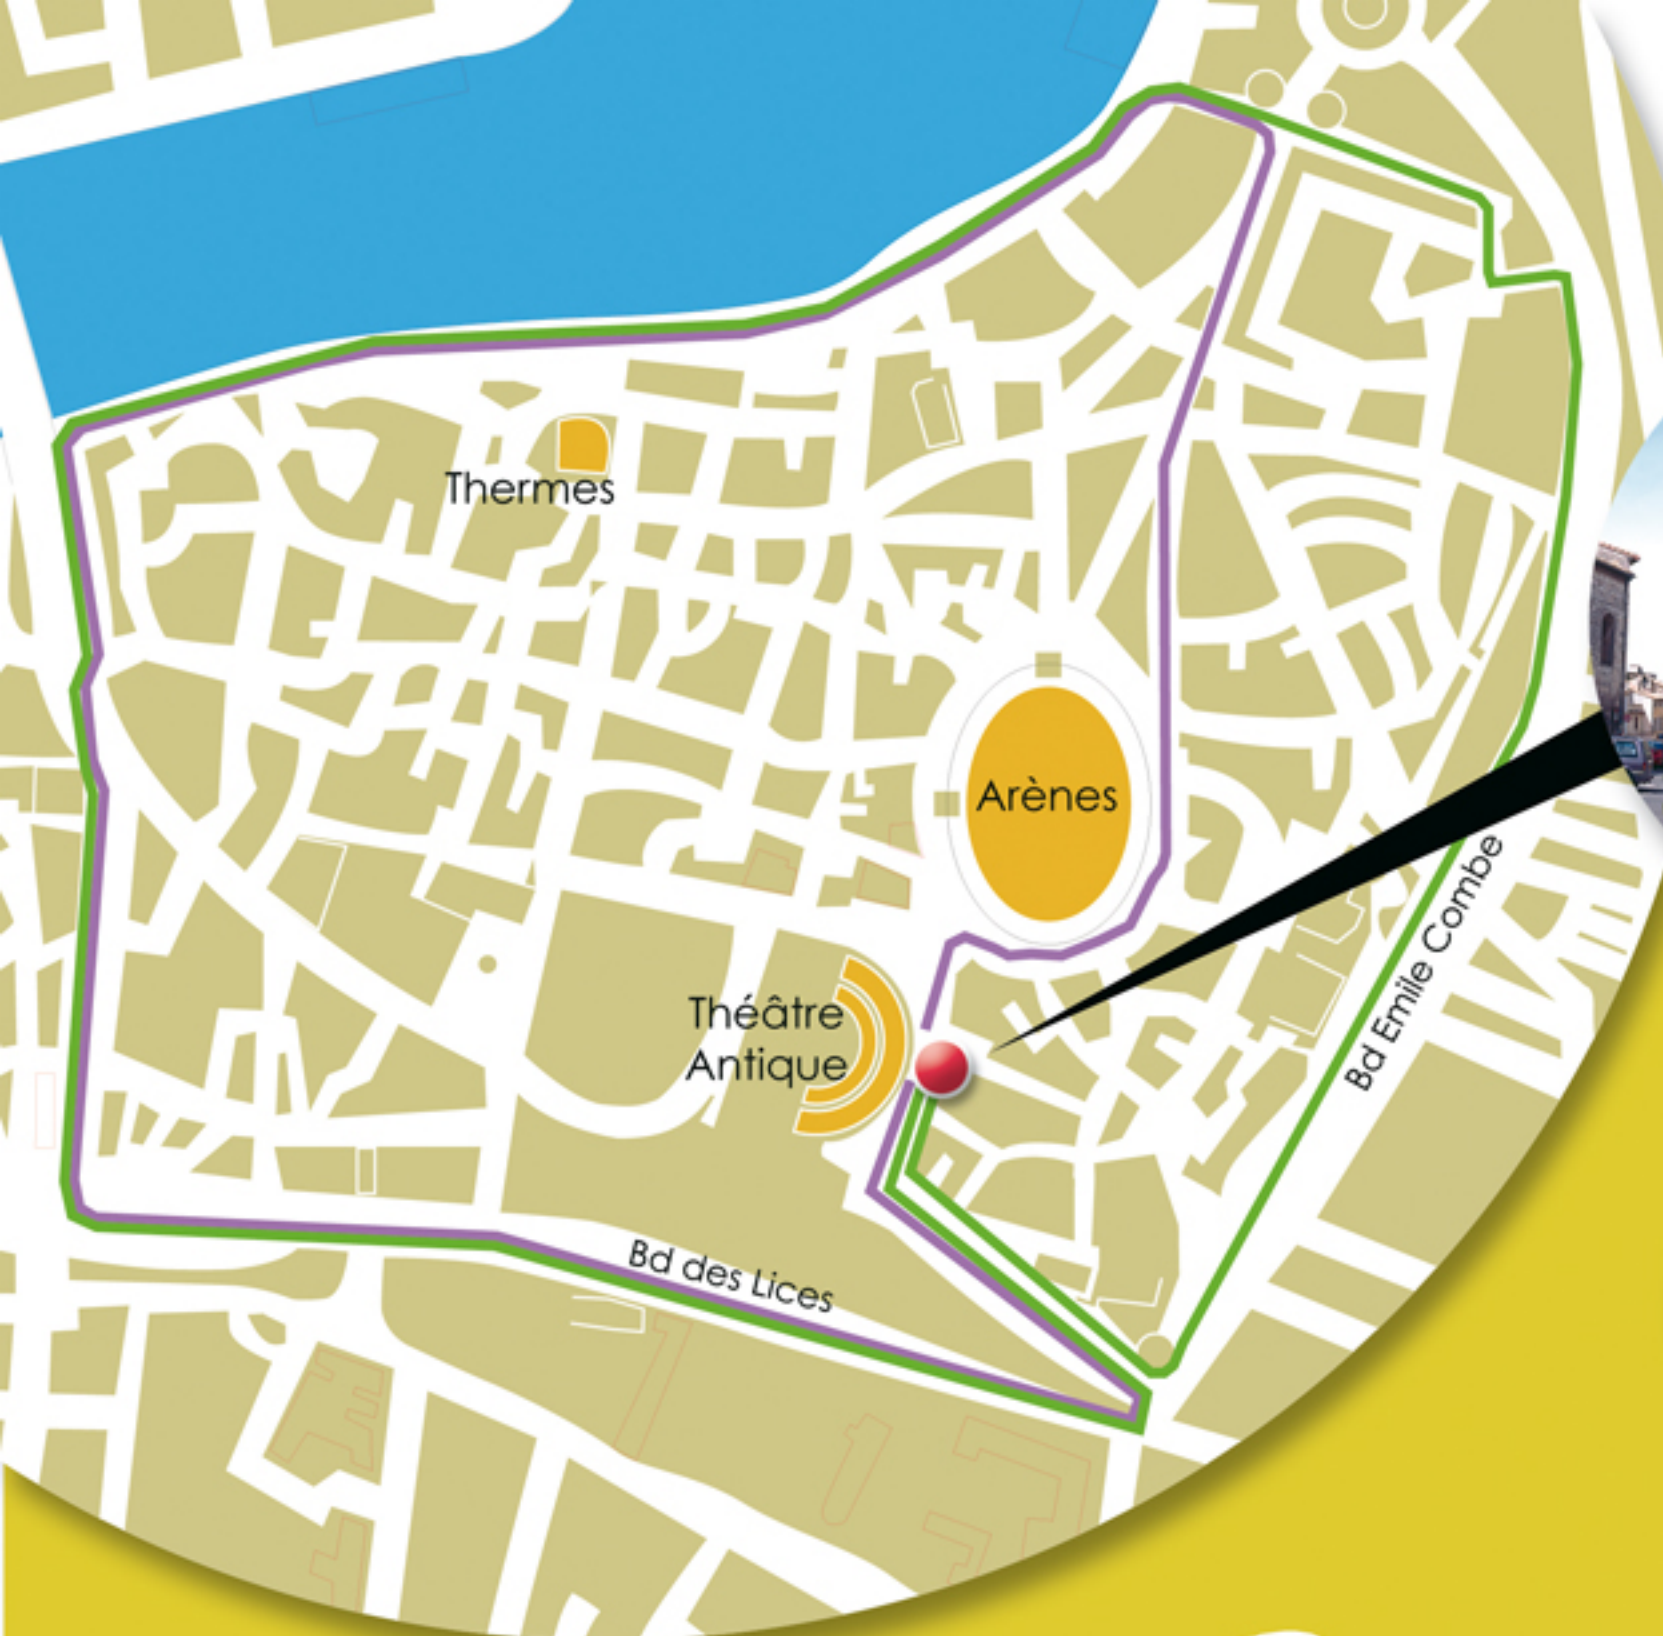 Thermes
Arènes
Théâtre
Antique
Bd Emile Combe
Bd des Lices